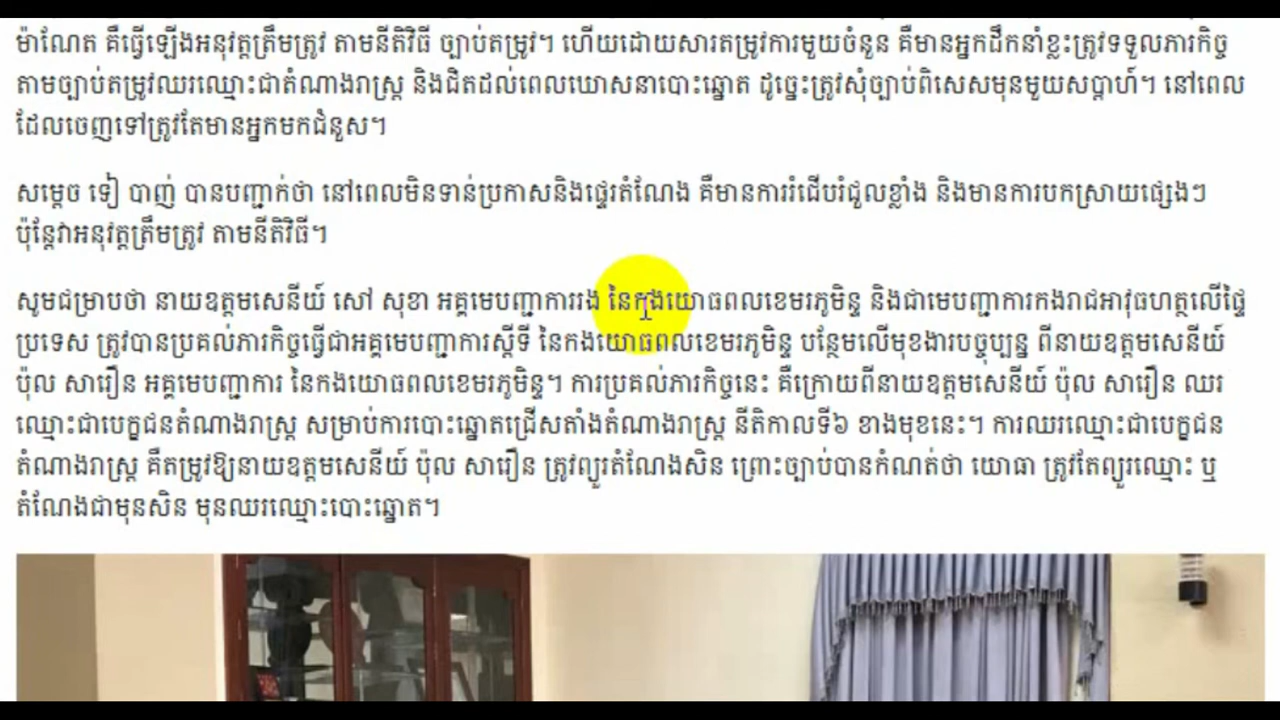 ម៉ាណែត គឺធ្វើឡើងអនុវត្តត្រឹមត្រូវ តាមនីតិវិធី ច្បាប់តម្រូវ។ ហើយដោយសារតម្រូវការមួយចំនួន គឺមានអ្នកដឹកនាំខ្លះត្រូវទទួលភារកិច្ច
តាមច្បាប់តម្រូវឈរឈ្មោះជាតំណាងរាស្ត្រ និងជិតដល់ពេលឃោសនាបោះឆ្នោត ដូច្នេះត្រូវសុំច្បាប់ពិសេសមុនមួយសប្តាហ៍។ នៅពេល
ដែលចេញទៅត្រូវតែមានអ្នកមកជំនួស។
សម្តេច ទៀ បាញ់ បានបញ្ជាក់ថា នៅពេលមិនទាន់ប្រកាសនិងផ្ទេរតំណែង គឺមានការរំជើបរំជួលខ្លាំង និងមានការបកស្រាយផ្សេងៗ
ប៉ុន្តែវាអនុវត្តត្រឹមត្រូវ តាមនីតិវិធី។
សូមជម្រាបថា នាយឧត្តមសេនីយ៍ សៅ សុខា អគ្គមេបញ្ជាការរង នៃកងយោធពលខេមរភូមិន្ទ និងជាមេបញ្ជាការកងរាជអាវុធហត្ថលើផ្ទៃ
ប្រទេស ត្រូវបានប្រគល់ភារកិច្ចធ្វើជាអគ្គមេបញ្ជាការស្តីទី នៃកងយោធពលខេមរភូមិន្ទ បន្ថែមលើមុខងារបច្ចុប្បន្ន ពីនាយឧត្តមសេនីយ៍
ប៉ុល សារឿន អគ្គមេបញ្ជាការ នៃកងយោធពលខេមរភូមិន្ទ។ ការប្រគល់ភារកិច្ចនេះ គឺក្រោយពីនាយឧត្តមសេនីយ៍ ប៉ុល សារឿន ឈរ
ឈ្មោះជាបេក្ខជនតំណាងរាស្ត្រ សម្រាប់ការបោះឆ្នោតជ្រើសតាំងតំណាងរាស្ត្រ នីតិកាលទី៦ ខាងមុខនេះ។ ការឈរឈ្មោះជាបេក្ខជន
តំណាងរាស្ត្រ គឺតម្រូវឱ្យនាយឧត្តមសេនីយ៍ ប៉ុល សារឿន ត្រូវព្យួរតំណែងសិន ព្រោះច្បាប់បានកំណត់ថា យោធា ត្រូវតែព្យួរឈ្មោះ ឬ
តំណែងជាមុនសិន មុនឈរឈ្មោះបោះឆ្នោត។